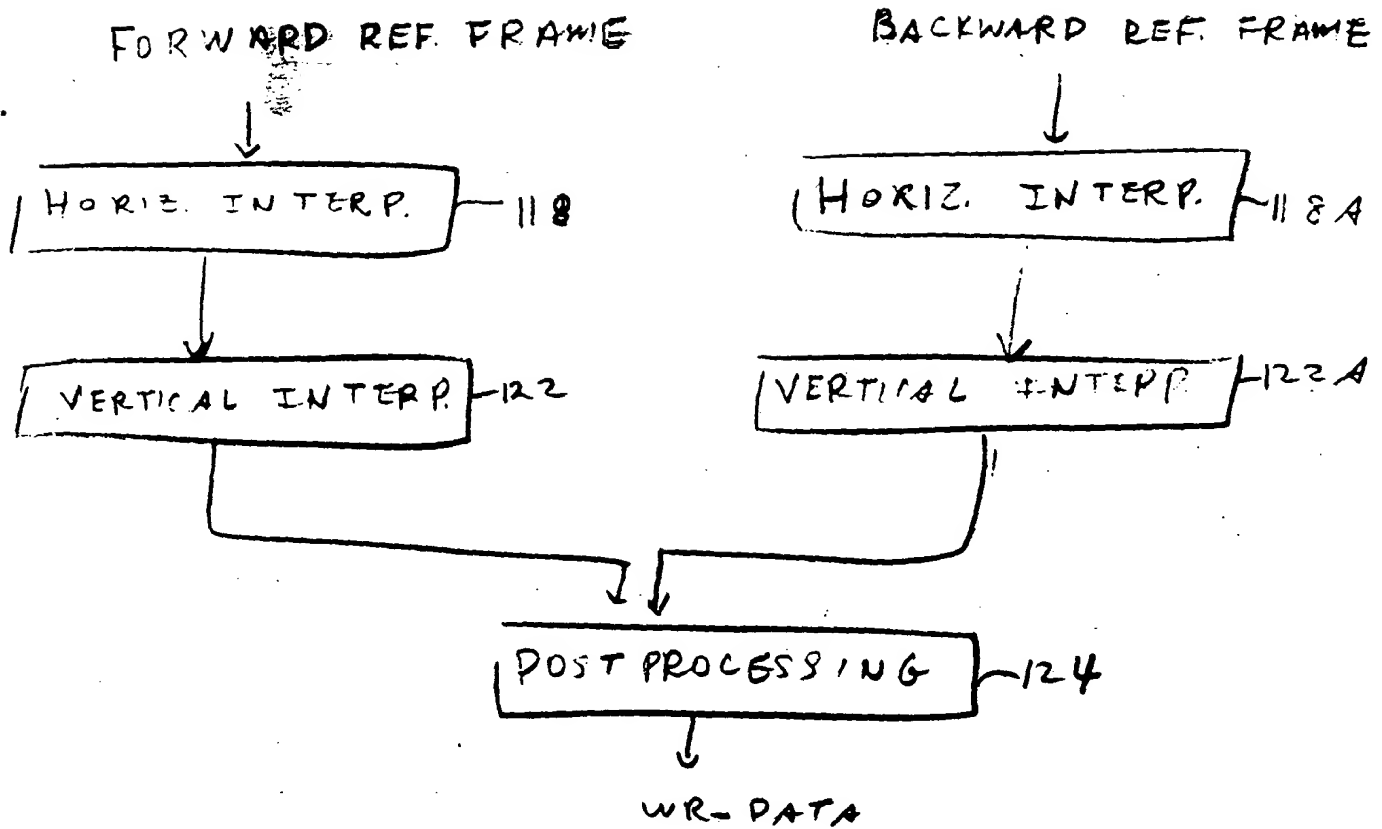 FORWARD REF. FRAME
BACKWARD REF. FRAME
HORIZ. INTERP.
118
HORIZ. INTERP.
118A
VERTICAL INTERP.
122
VERTICAL INTERP
122A
POST PROCESSING
124
WR-DATA